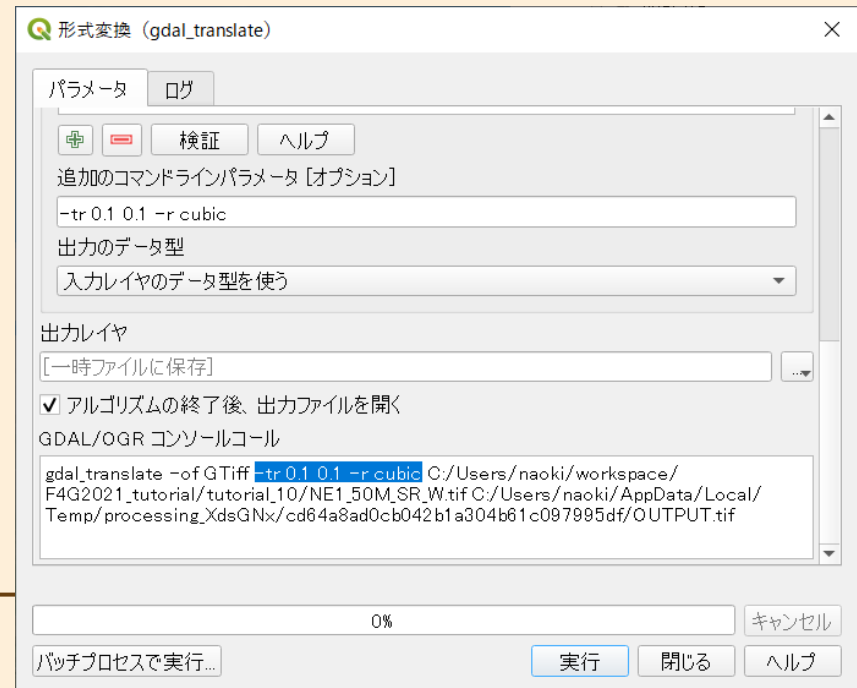 形式変換（gdal_translate）
パラメータ ログ
検証 ヘルプ
追加のコマンドラインパラメータ [オプション]
-tr 0.1 0.1 -r cubic
出力のデータ型
入力レイヤのデータ型を使う
出力レイヤ
[一時ファイルに保存]
...
アルゴリズムの終了後、出力ファイルを開く
GDAL/OGR コンソールコール
gdal_translate -of GTiff -tr 0.1 0.1 -r cubic C:/Users/naoki/workspace/
F4G2021_tutorial/tutorial_10/NE1_50M_SR_W.tif C:/Users/naoki/AppData/Local/
Temp/processing_XdsGNx/cd64a8ad0cb042b1a304b61c097995df/OUTPUT.tif
0%
キャンセル
バッチプロセスで実行... 実行 閉じる ヘルプ